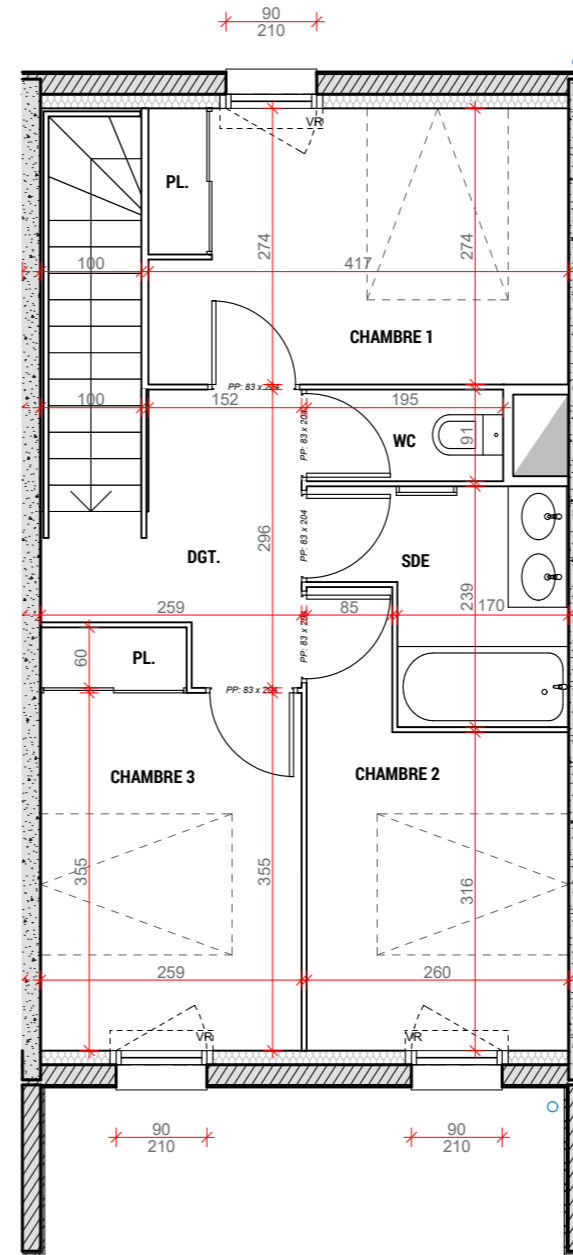 90
210
VR
PL.
274
274
100
417
CHAMBRE 1
PP: 83 x 204
100
152
195
PP: 83 x 204
WC
91
DGT.
296
PP: 83 x 204
SDE
239
259
85
170
PP: 83 x 204
60
PL.
PP: 83 x 204
CHAMBRE 3
CHAMBRE 2
355
355
316
259
260
VR
VR
90
210
90
210